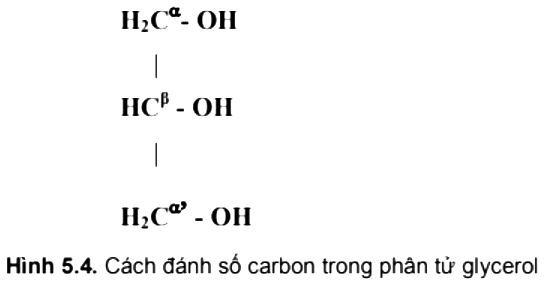 H₂Cᵅ- OH
|
HCᵝ - OH
|
H₂Cᵅ’ - OH
Hình 5.4. Cách đánh số carbon trong phân tử glycerol